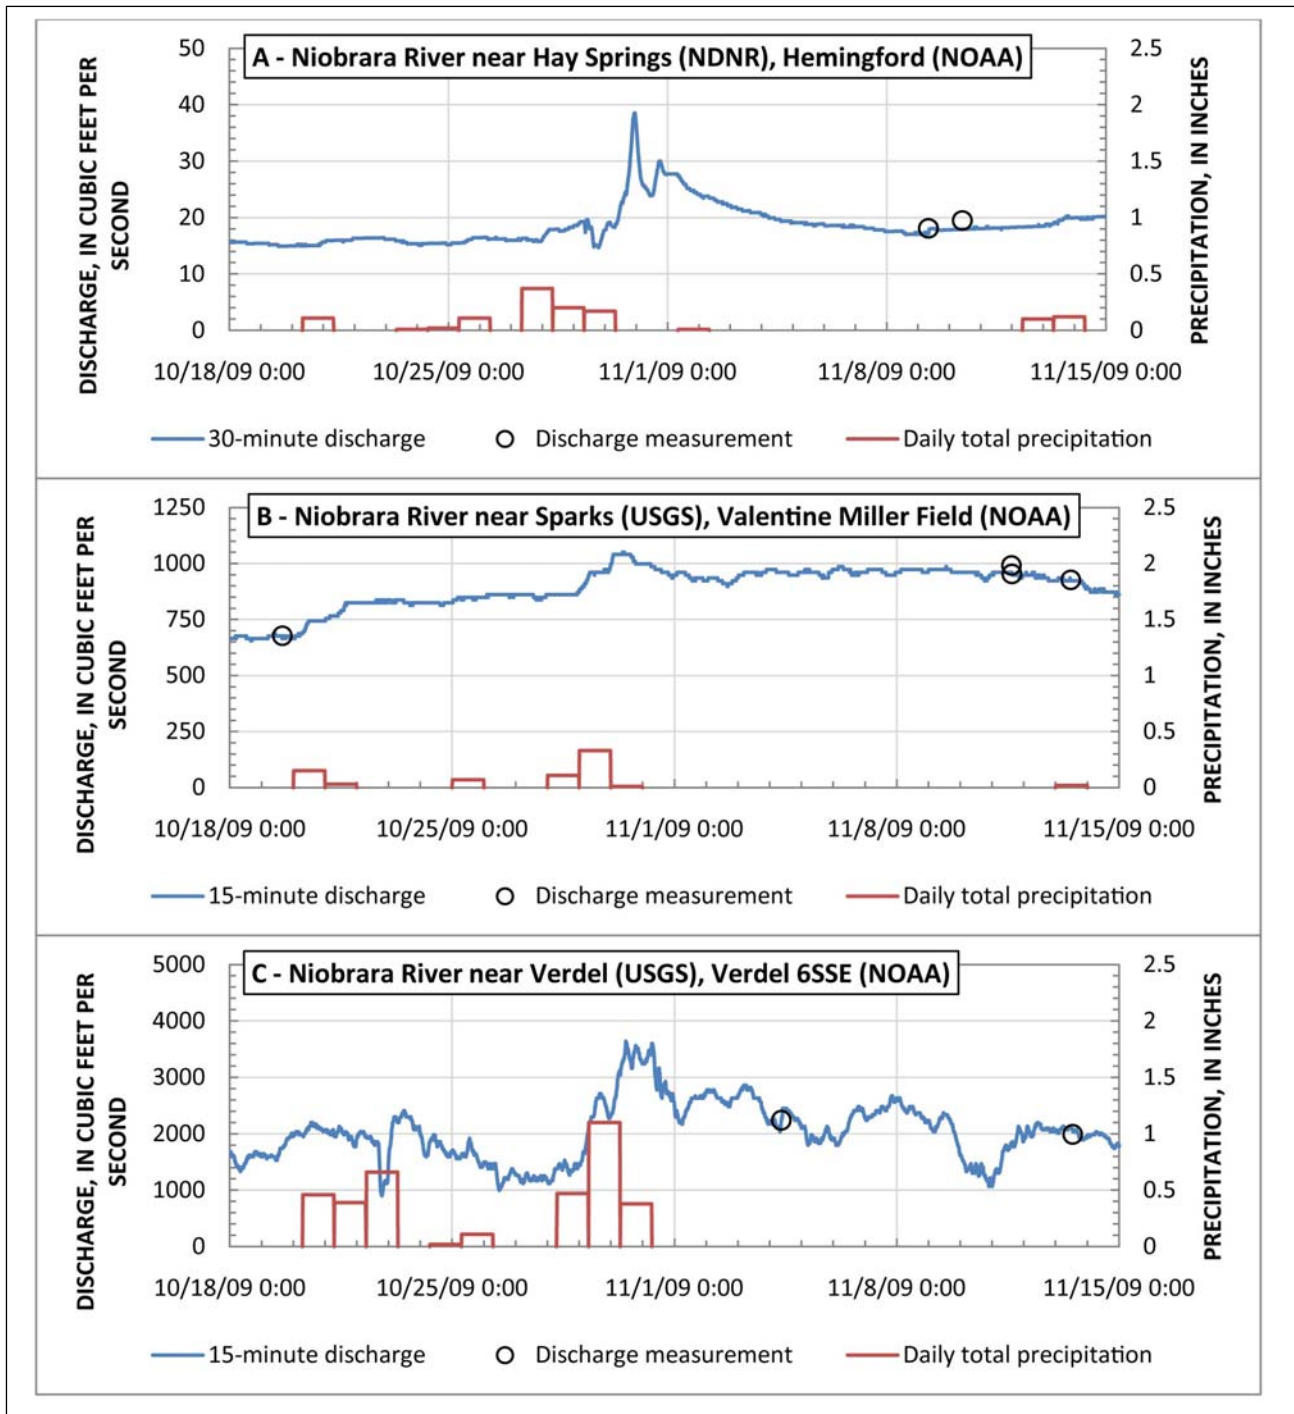 A - Niobrara River near Hay Springs (NDNR), Hemingford (NOAA)
DISCHARGE, IN CUBIC FEET PER
SECOND
50
40
30
20
10
0
2.5
2
1.5
1
0.5
0
PRECIPITATION, IN INCHES
10/18/09 0:00 10/25/09 0:00 11/1/09 0:00 11/8/09 0:00 11/15/09 0:00
30-minute discharge Discharge measurement Daily total precipitation
B - Niobrara River near Sparks (USGS), Valentine Miller Field (NOAA)
DISCHARGE, IN CUBIC FEET PER
SECOND
1250
1000
750
500
250
0
2.5
2
1.5
1
0.5
0
PRECIPITATION, IN INCHES
10/18/09 0:00 10/25/09 0:00 11/1/09 0:00 11/8/09 0:00 11/15/09 0:00
15-minute discharge Discharge measurement Daily total precipitation
C - Niobrara River near Verdel (USGS), Verdel 6SSE (NOAA)
DISCHARGE, IN CUBIC FEET PER
SECOND
5000
4000
3000
2000
1000
0
2.5
2
1.5
1
0.5
0
PRECIPITATION, IN INCHES
10/18/09 0:00 10/25/09 0:00 11/1/09 0:00 11/8/09 0:00 11/15/09 0:00
15-minute discharge Discharge measurement Daily total precipitation